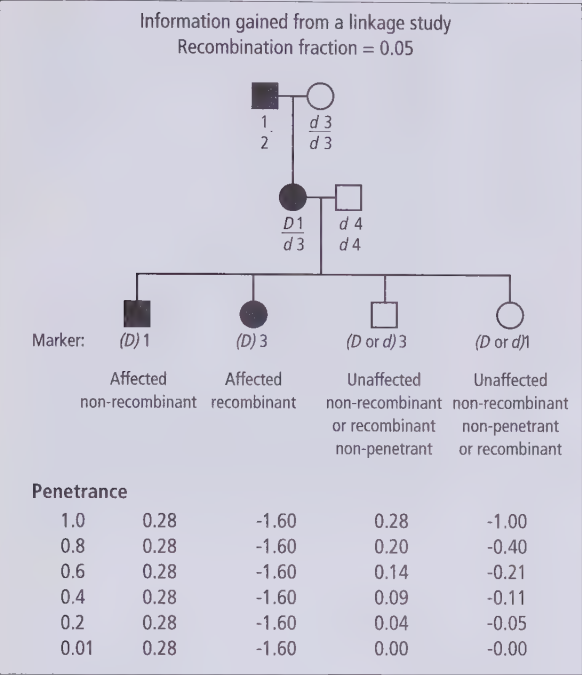 Information gained from a linkage study
Recombination fraction = 0.05
1 d 3
2 d 3
D 1 d 4
d 3 d 4
Marker: (D) 1 (D) 3 (D or d) 3 (D or d)1
Affected Affected Unaffected Unaffected
non-recombinant recombinant non-recombinant non-recombinant
or recombinant non-penetrant
non-penetrant or recombinant
Penetrance
1.0 0.28 -1.60 0.28 -1.00
0.8 0.28 -1.60 0.20 -0.40
0.6 0.28 -1.60 0.14 -0.21
0.4 0.28 -1.60 0.09 -0.11
0.2 0.28 -1.60 0.04 -0.05
0.01 0.28 -1.60 0.00 -0.00